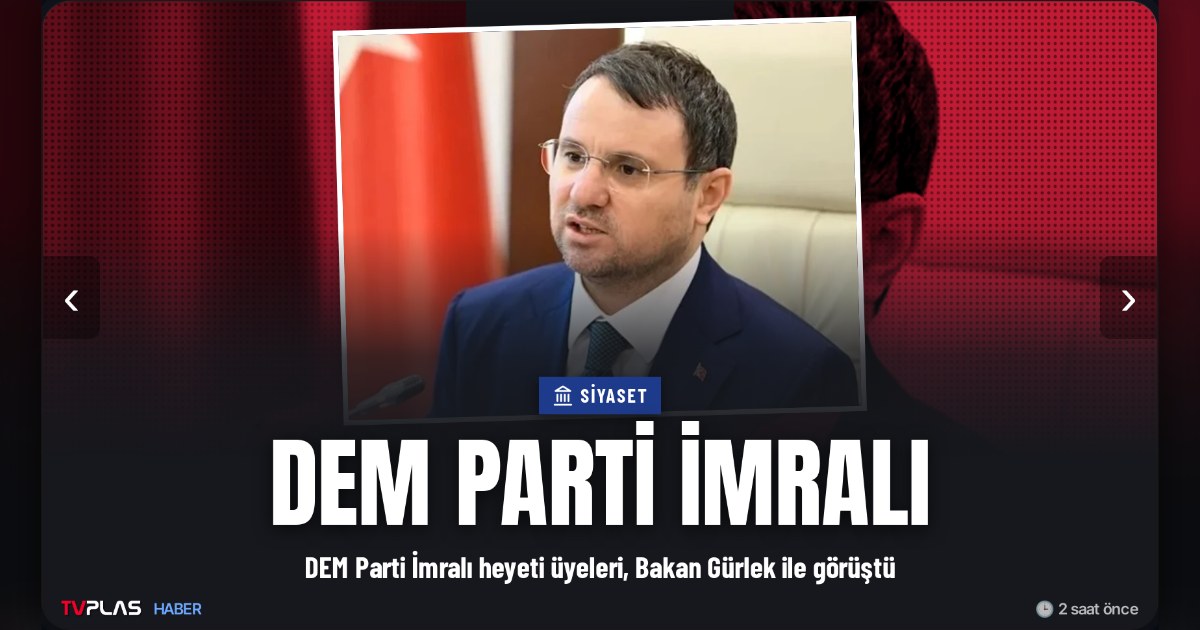 SİYASET
DEM PARTİ İMRALI
DEM Parti İmralı heyeti üyeleri, Bakan Gürlek ile görüştü
TVPLAS HABER
2 saat önce